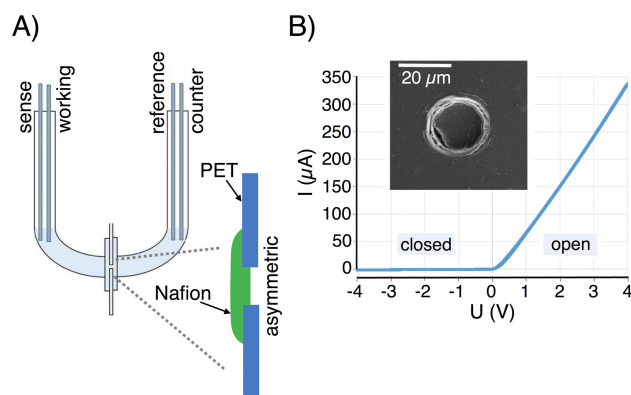 A)
sense
working
reference
counter
PET
Nafion
asymmetric
B)
20 µm
I (µA)
350
300
250
200
150
100
50
0
closed
open
-4 -3 -2 -1 0 1 2 3 4
U (V)